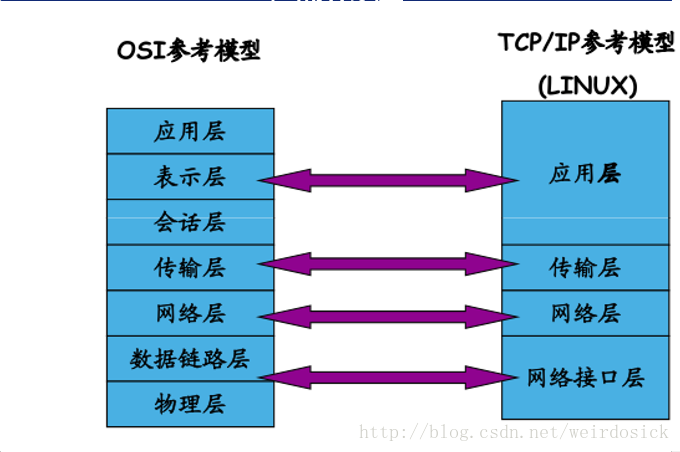 OSI参考模型
TCP/IP参考模型
(LINUX)
应用层
表示层
会话层
传输层
网络层
数据链路层
物理层
应用层
传输层
网络层
网络接口层
http://blog.csdn.net/weirdosick